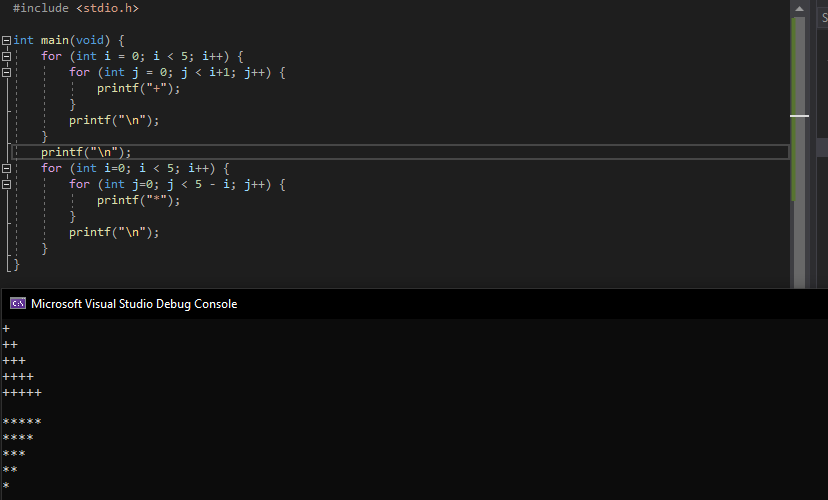 #include <stdio.h>
int main(void) {
for (int i = 0; i < 5; i++) {
for (int j = 0; j < i+1; j++) {
printf("+");
}
printf("\n");
}
printf("\n");
for (int i=0; i < 5; i++) {
for (int j=0; j < 5 - i; j++) {
printf("*");
}
printf("\n");
}
}
S
Microsoft Visual Studio Debug Console
+
++
+++
++++
+++++
*****
****
***
**
*